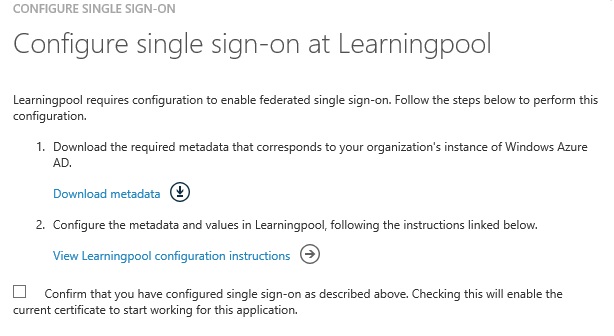 CONFIGURE SINGLE SIGN-ON
Configure single sign-on at Learningpool
Learningpool requires configuration to enable federated single sign-on. Follow the steps below to perform this
configuration.
1. Download the required metadata that corresponds to your organization's instance of Windows Azure
AD.
Download metadata
2. Configure the metadata and values in Learningpool, following the instructions linked below.
View Learningpool configuration instructions
Confirm that you have configured single sign-on as described above. Checking this will enable the
current certificate to start working for this application.